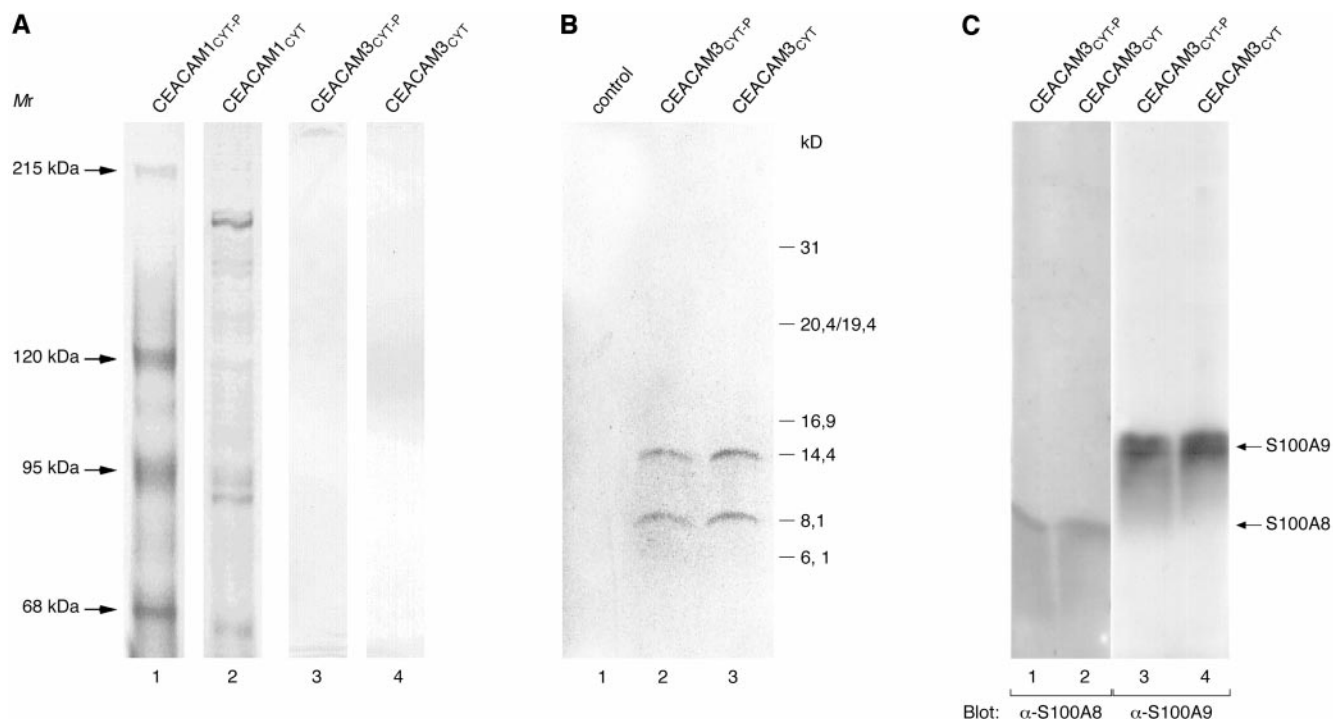 A
CEACAM1CYT-P
CEACAM1CYT
CEACAM3CYT-P
CEACAM3CYT
Mr
215 kDa
120 kDa
95 kDa
68 kDa
1 2 3 4
B
control
CEACAM3CYT-P
CEACAM3CYT
kD
31
20,4/19,4
16,9
14,4
8,1
6, 1
1 2 3
C
CEACAM3CYT-P
CEACAM3CYT
CEACAM3CYT-P
CEACAM3CYT
S100A9
S100A8
1 2 3 4
Blot: α-S100A8 α-S100A9